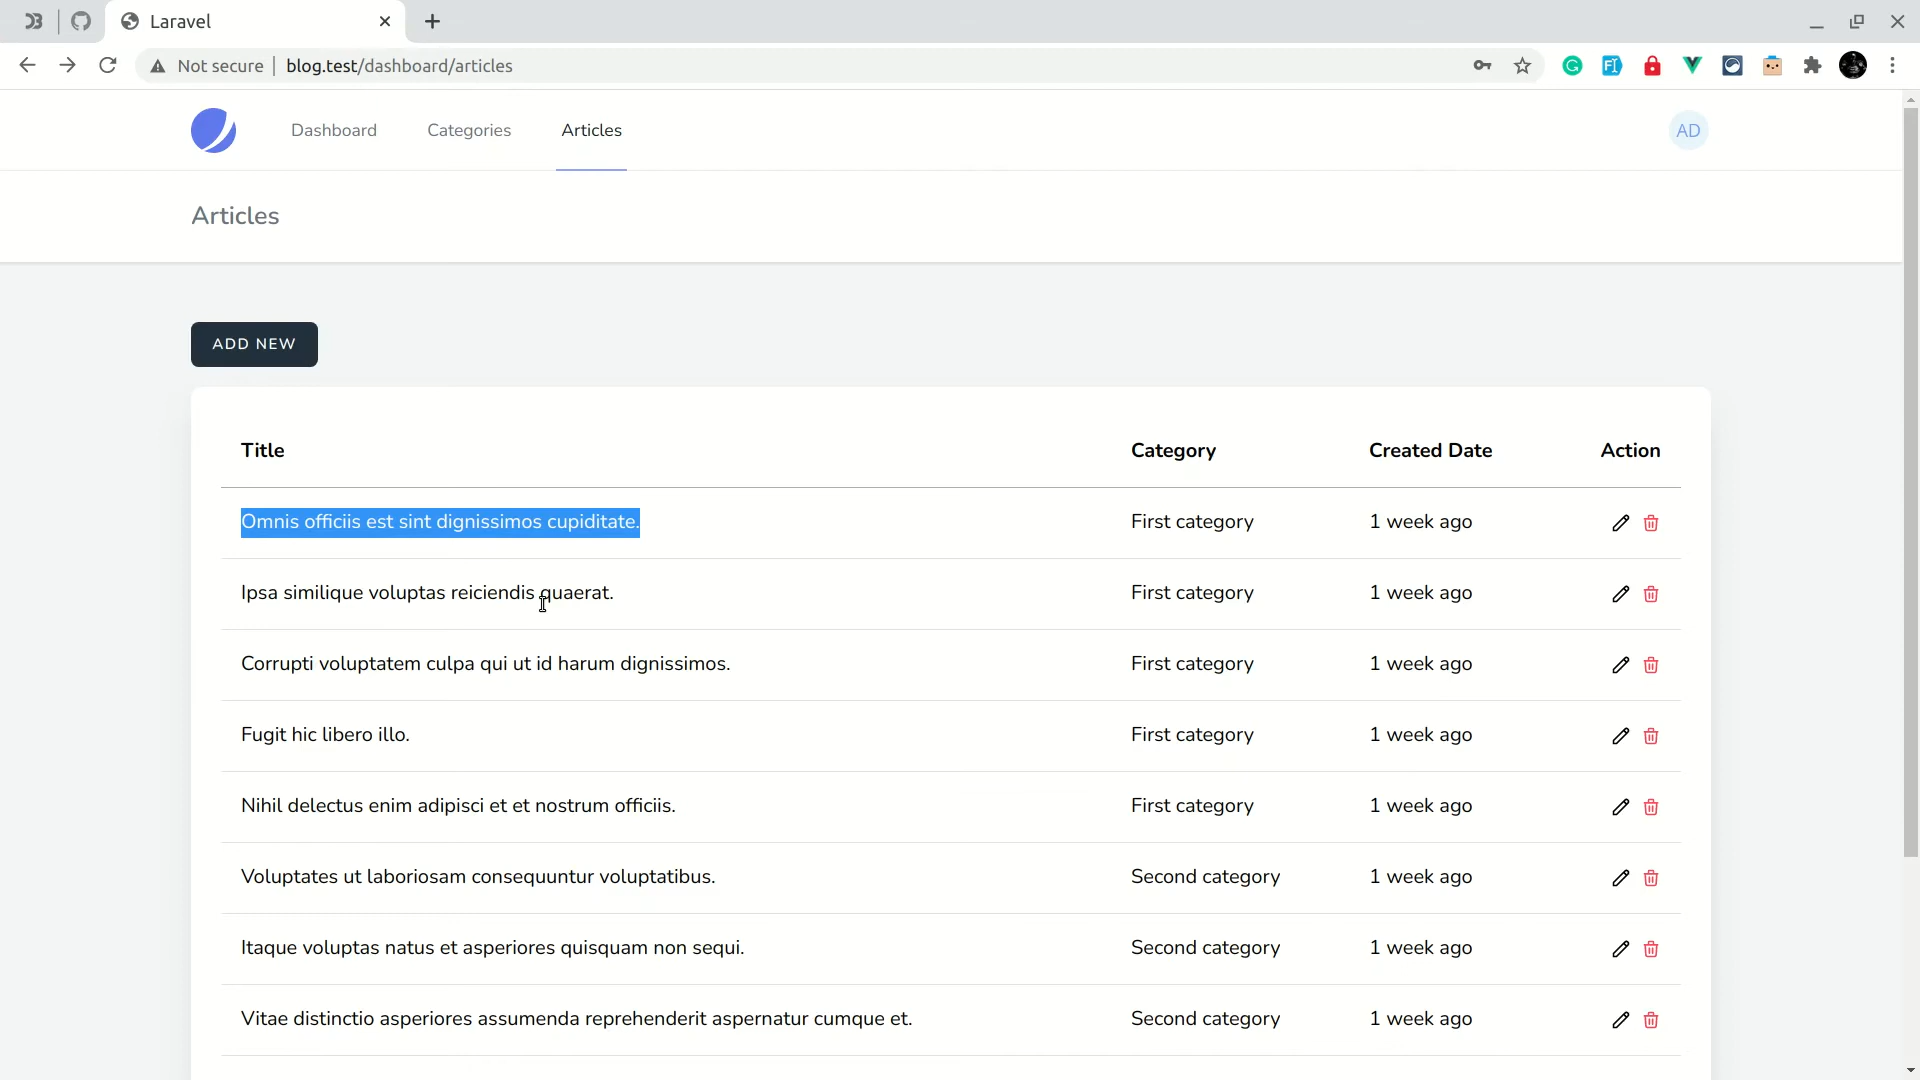 Laravel
Not secure | blog.test/dashboard/articles
Dashboard Categories Articles AD
Articles
ADD NEW
Title Category Created Date Action
Omnis officiis est sint dignissimos cupiditate. First category 1 week ago
Ipsa similique voluptas reiciendis quaerat. First category 1 week ago
Corrupti voluptatem culpa qui ut id harum dignissimos. First category 1 week ago
Fugit hic libero illo. First category 1 week ago
Nihil delectus enim adipisci et et nostrum officiis. First category 1 week ago
Voluptates ut laboriosam consequuntur voluptatibus. Second category 1 week ago
Itaque voluptas natus et asperiores quisquam non sequi. Second category 1 week ago
Vitae distinctio asperiores assumenda reprehenderit aspernatur cumque et. Second category 1 week ago